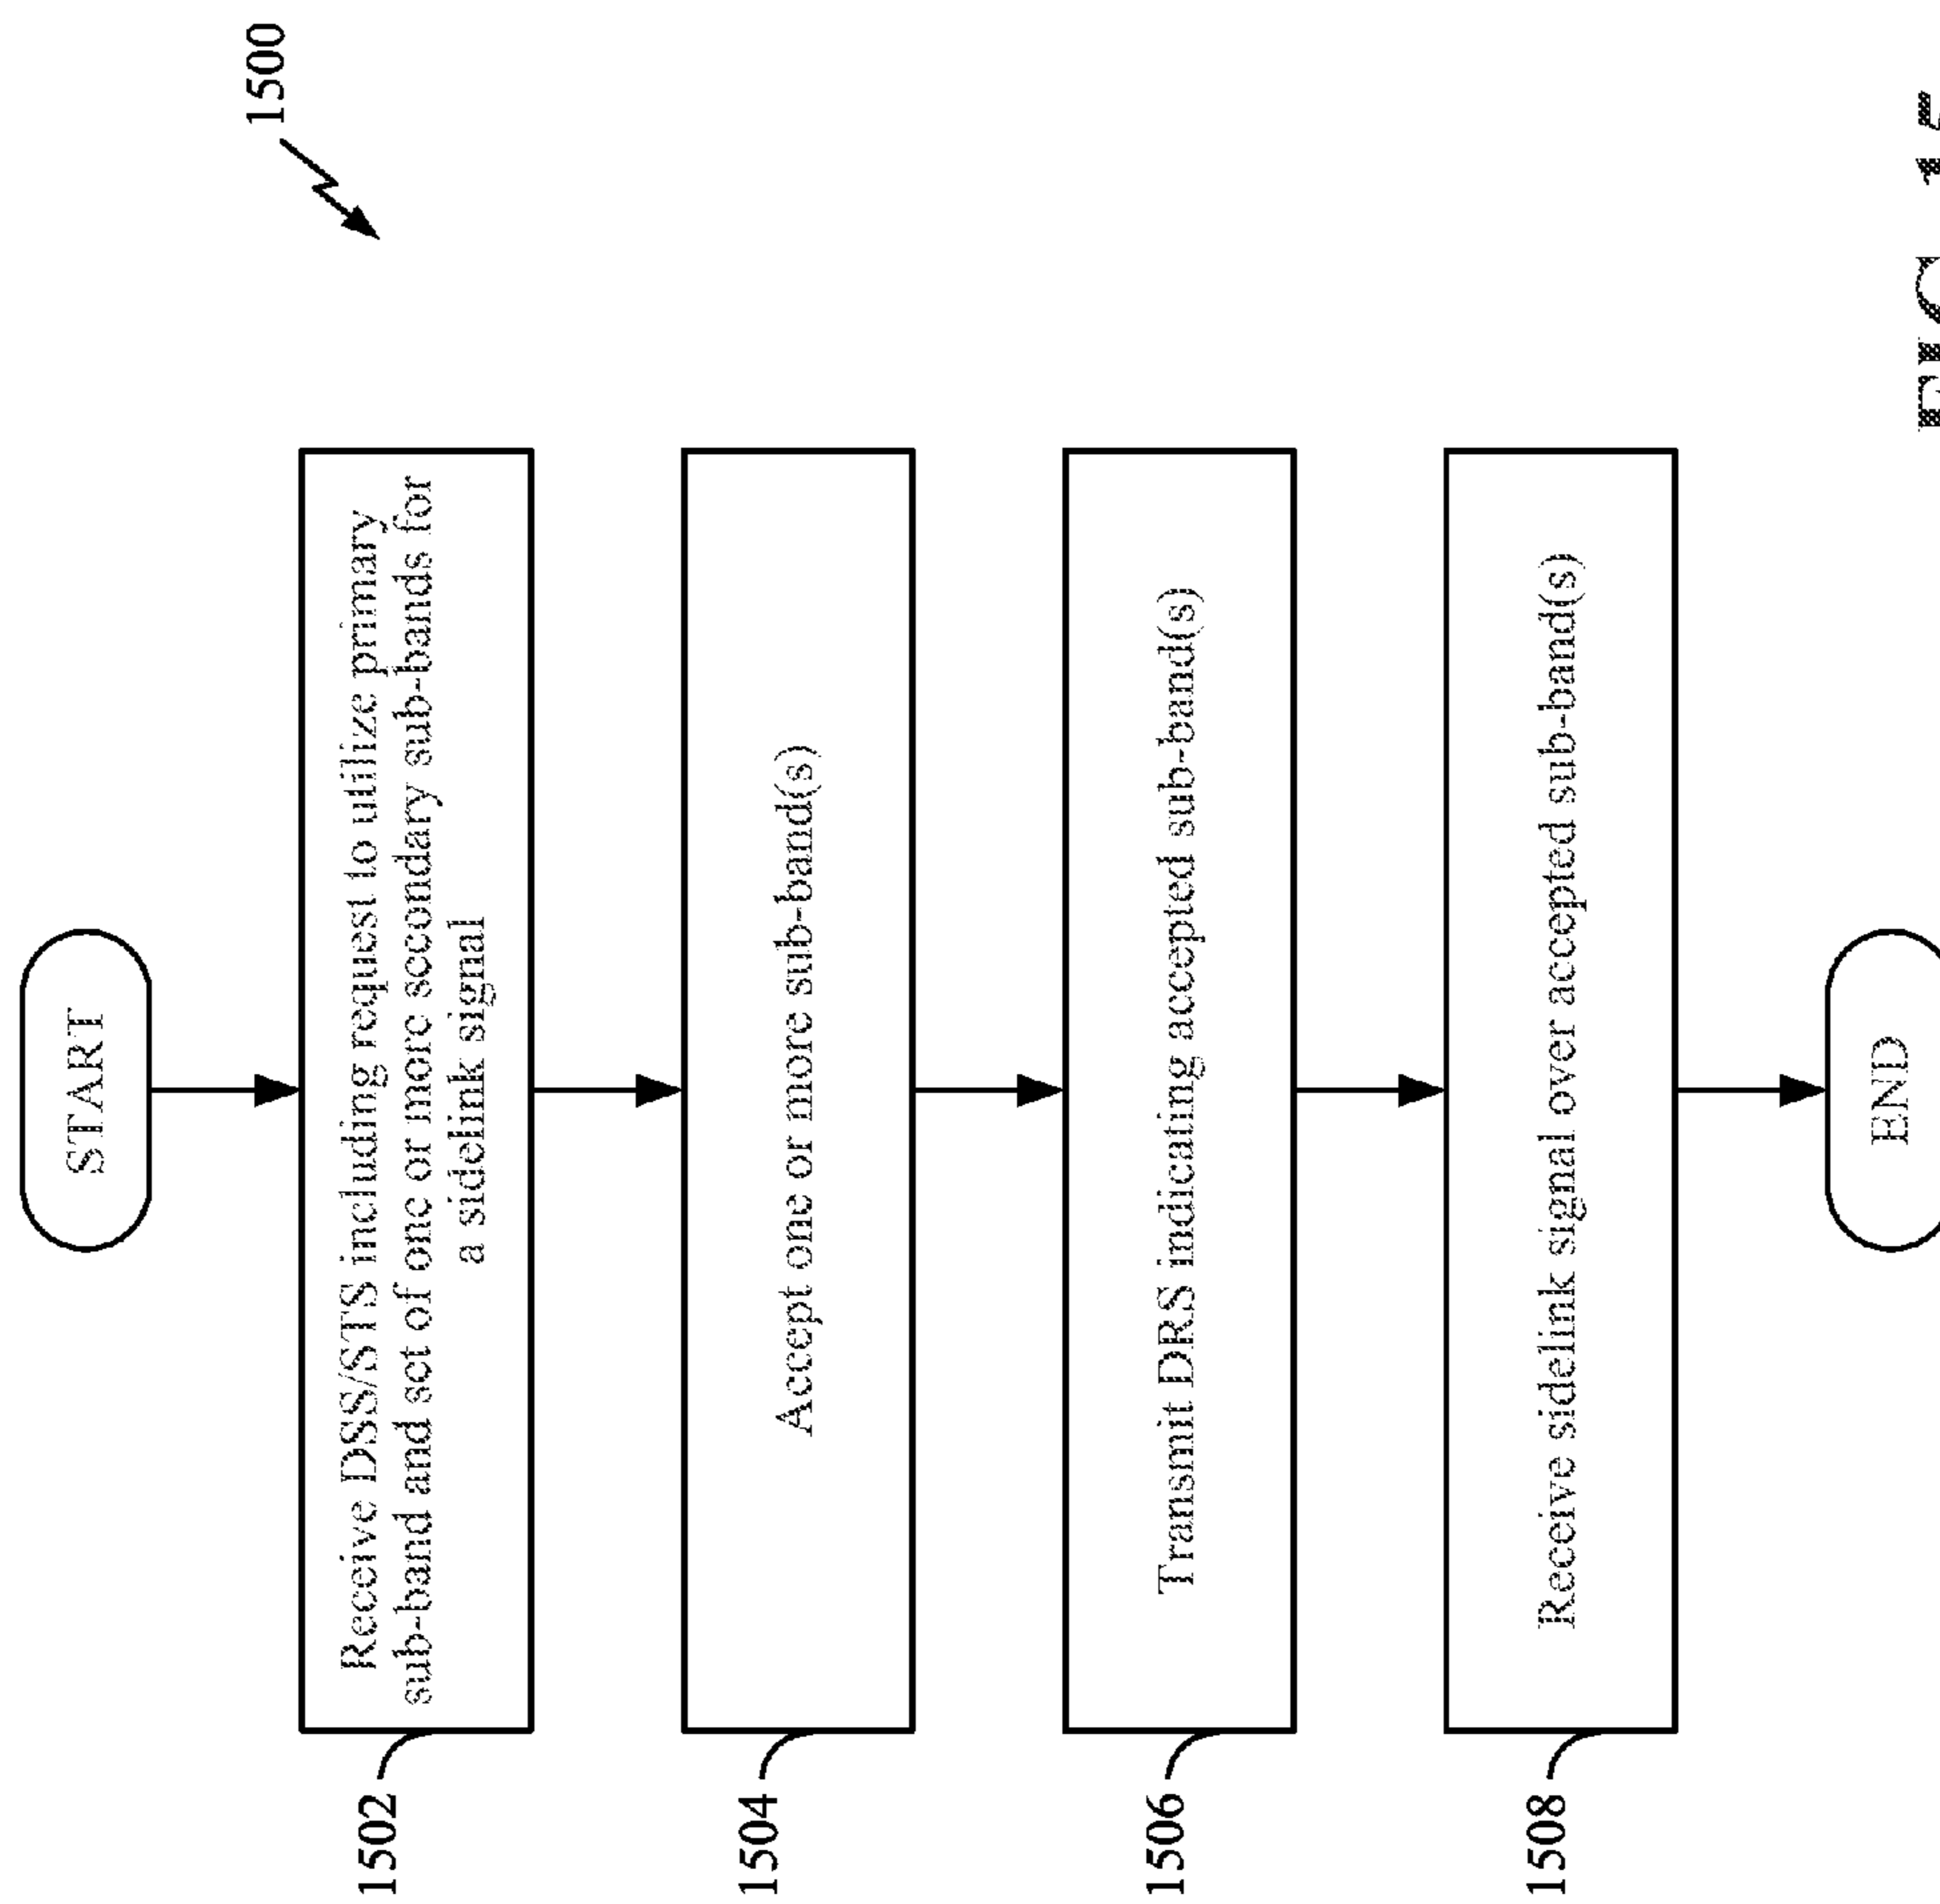 1500
START
1502
Receive DSS/STS including request to utilize primary
sub-band and set of one or more secondary sub-bands for
a sidelink signal
1504
Accept one or more sub-band(s)
1506
Transmit DRS indicating accepted sub-band(s)
1508
Receive sidelink signal over accepted sub-band(s)
END